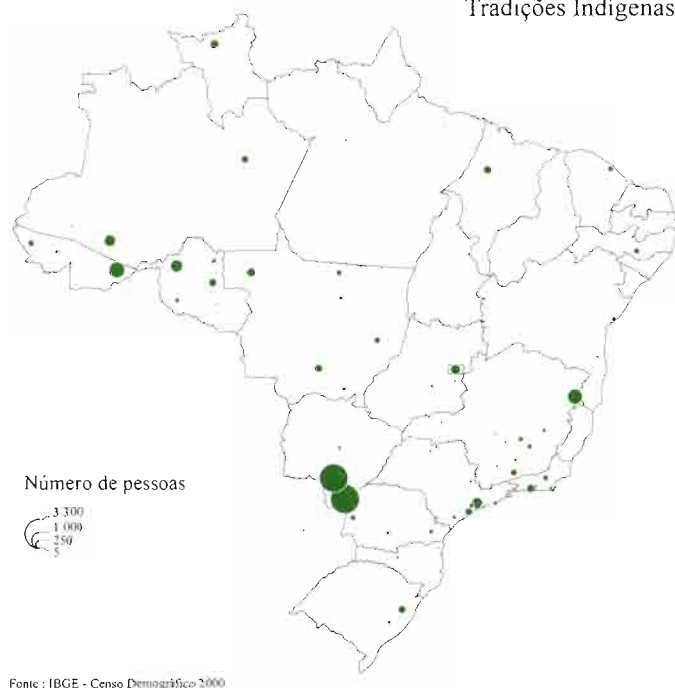 Tradições Indígenas
Número de pessoas
3 300
1 000
250
5
Fonte : IBGE - Censo Demográfico 2000